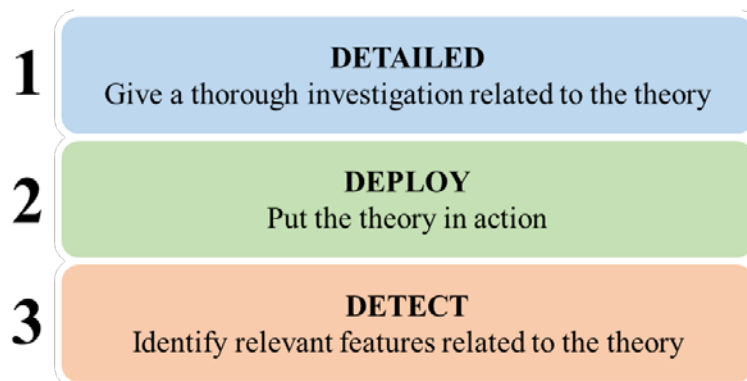 1
DETAILED
Give a thorough investigation related to the theory
2
DEPLOY
Put the theory in action
3
DETECT
Identify relevant features related to the theory